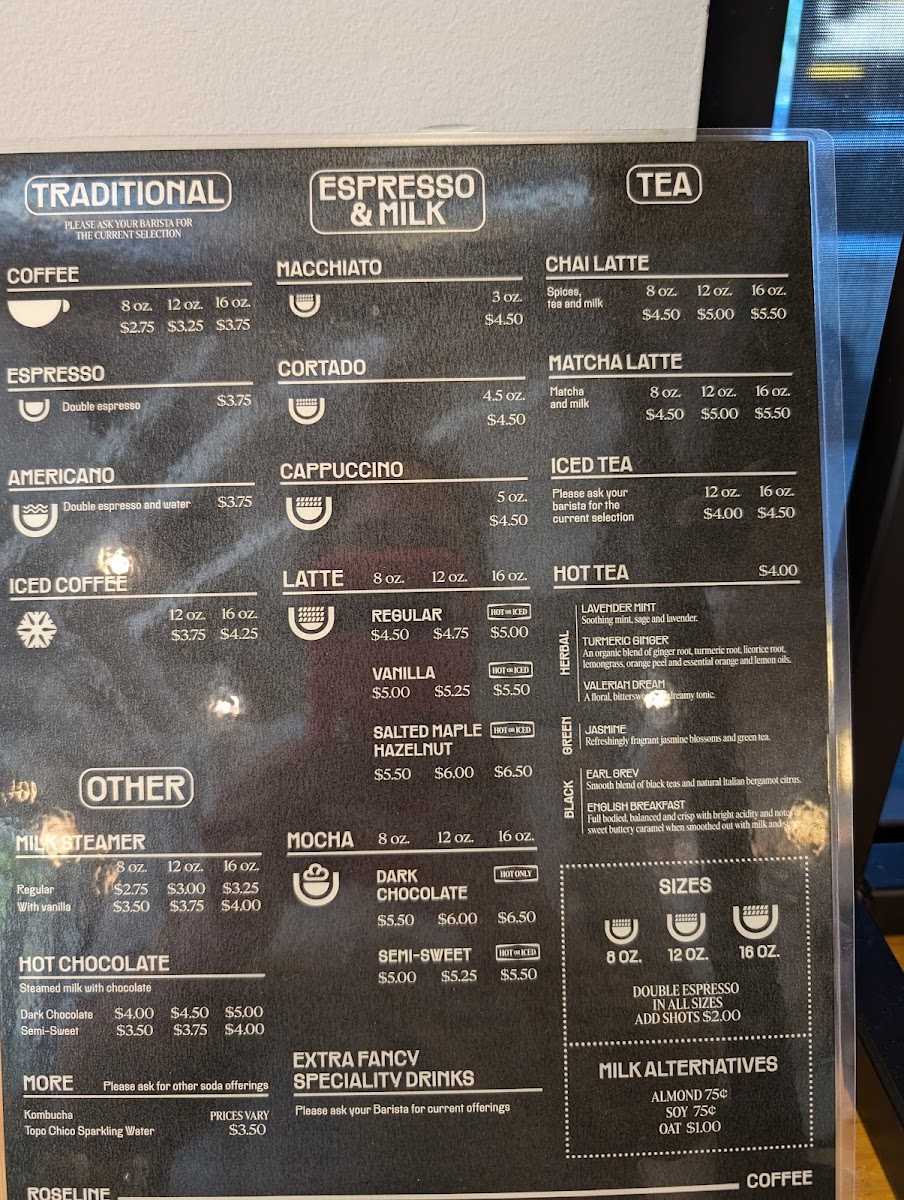 TRADITIONAL
PLEASE ASK YOUR BARISTA FOR
THE CURRENT SELECTION
COFFEE
8 oz. 12 oz. 16 oz.
$2.75 $3.25 $3.75
ESPRESSO
Double espresso $3.75
AMERICANO
Double espresso and water $3.75
ICED COFFEE
12 oz. 16 oz.
$3.75 $4.25
OTHER
MILK STEAMER
8 oz. 12 oz. 16 oz.
Regular $2.75 $3.00 $3.25
With vanilla $3.50 $3.75 $4.00
HOT CHOCOLATE
Steamed milk with chocolate
Dark Chocolate $4.00 $4.50 $5.00
Semi-Sweet $3.50 $3.75 $4.00
MORE Please ask for other soda offerings
Kombucha PRICES VARY
Topo Chico Sparkling Water $3.50
ESPRESSO
& MILK
MACCHIATO
3 oz.
$4.50
CORTADO
4.5 oz.
$4.50
CAPPUCCINO
5 oz.
$4.50
LATTE 8 oz. 12 oz. 16 oz.
REGULAR HOT OR ICED
$4.50 $4.75 $5.00
VANILLA HOT OR ICED
$5.00 $5.25 $5.50
SALTED MAPLE HOT OR ICED
HAZELNUT
$5.50 $6.00 $6.50
MOCHA 8 oz. 12 oz. 16 oz.
DARK HOT ONLY
CHOCOLATE
$5.50 $6.00 $6.50
SEMI-SWEET HOT OR ICED
$5.00 $5.25 $5.50
EXTRA FANCY
SPECIALITY DRINKS
Please ask your Barista for current offerings
TEA
CHAI LATTE
Spices, 8 oz. 12 oz. 16 oz.
tea and milk
$4.50 $5.00 $5.50
MATCHA LATTE
Matcha 8 oz. 12 oz. 16 oz.
and milk
$4.50 $5.00 $5.50
ICED TEA
Please ask your 12 oz. 16 oz.
barista for the
current selection $4.00 $4.50
HOT TEA $4.00
HERBAL
LAVENDER MINT
Soothing mint, sage and lavender.
TURMERIC GINGER
An organic blend of ginger root, turmeric root, licorice root,
lemongrass, orange peel and essential orange and lemon oils.
VALERIAN DREAM
A floral, dreamy tonic.
GREEN
JASMINE
Refreshingly fragrant jasmine blossoms and green tea.
BLACK
EARL GREY
Smooth blend of black teas and natural Italian bergamot citrus.
ENGLISH BREAKFAST
Full bodied, balanced and crisp with bright acidity and notes of
sweet buttery caramel when smoothed out with milk and
SIZES
8 OZ. 12 OZ. 16 OZ.
DOUBLE ESPRESSO
IN ALL SIZES
ADD SHOTS $2.00
MILK ALTERNATIVES
ALMOND 75¢
SOY 75¢
OAT $1.00
ROSELINE COFFEE